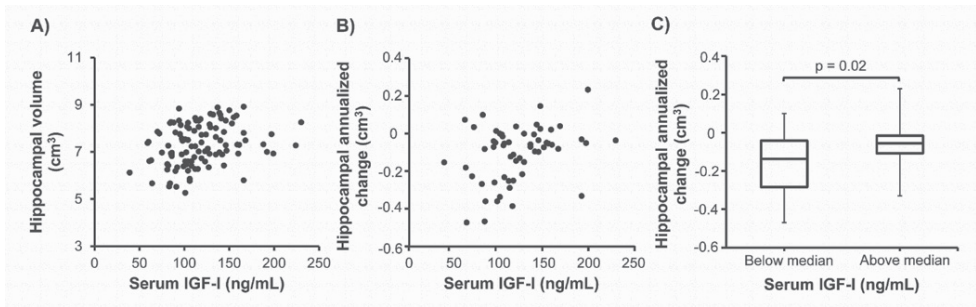 A)
Hippocampal volume
(cm³)
11
9
7
5
3
0 50 100 150 200 250
Serum IGF-I (ng/mL)
B)
Hippocampal annualized
change (cm³)
0.4
0.2
0
-0.2
-0.4
-0.6
0 50 100 150 200 250
Serum IGF-I (ng/mL)
C)
Hippocampal annualized
change (cm³)
0.4
0.2
0
-0.2
-0.4
-0.6
p = 0.02
Below median Above median
Serum IGF-I (ng/mL)